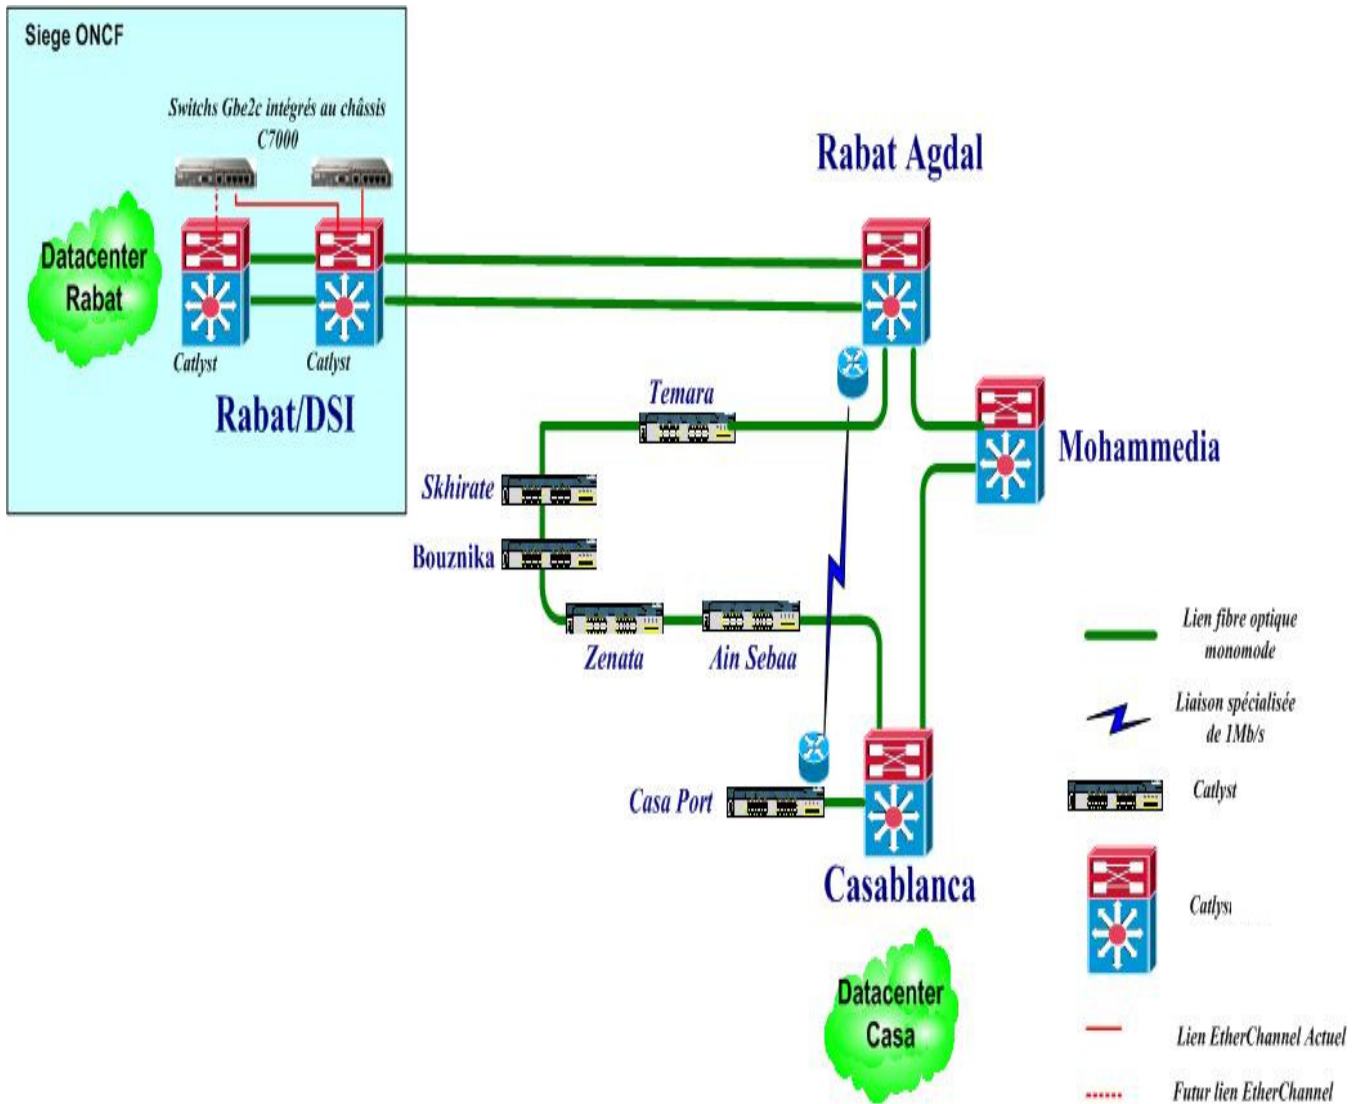 Siege ONCF
Switchs Gbe2c intégrés au châssis
C7000
Datacenter
Rabat
Catlyst
Catlyst
Rabat/DSI
Rabat Agdal
Temara
Mohammedia
Skhirate
Bouznika
Zenata
Ain Sebaa
Casa Port
Casablanca
Datacenter
Casa
Lien fibre optique
monomode
Liaison spécialisée
de 1Mb/s
Catlyst
Catlyst
Lien EtherChannel Actuel
Futur lien EtherChannel